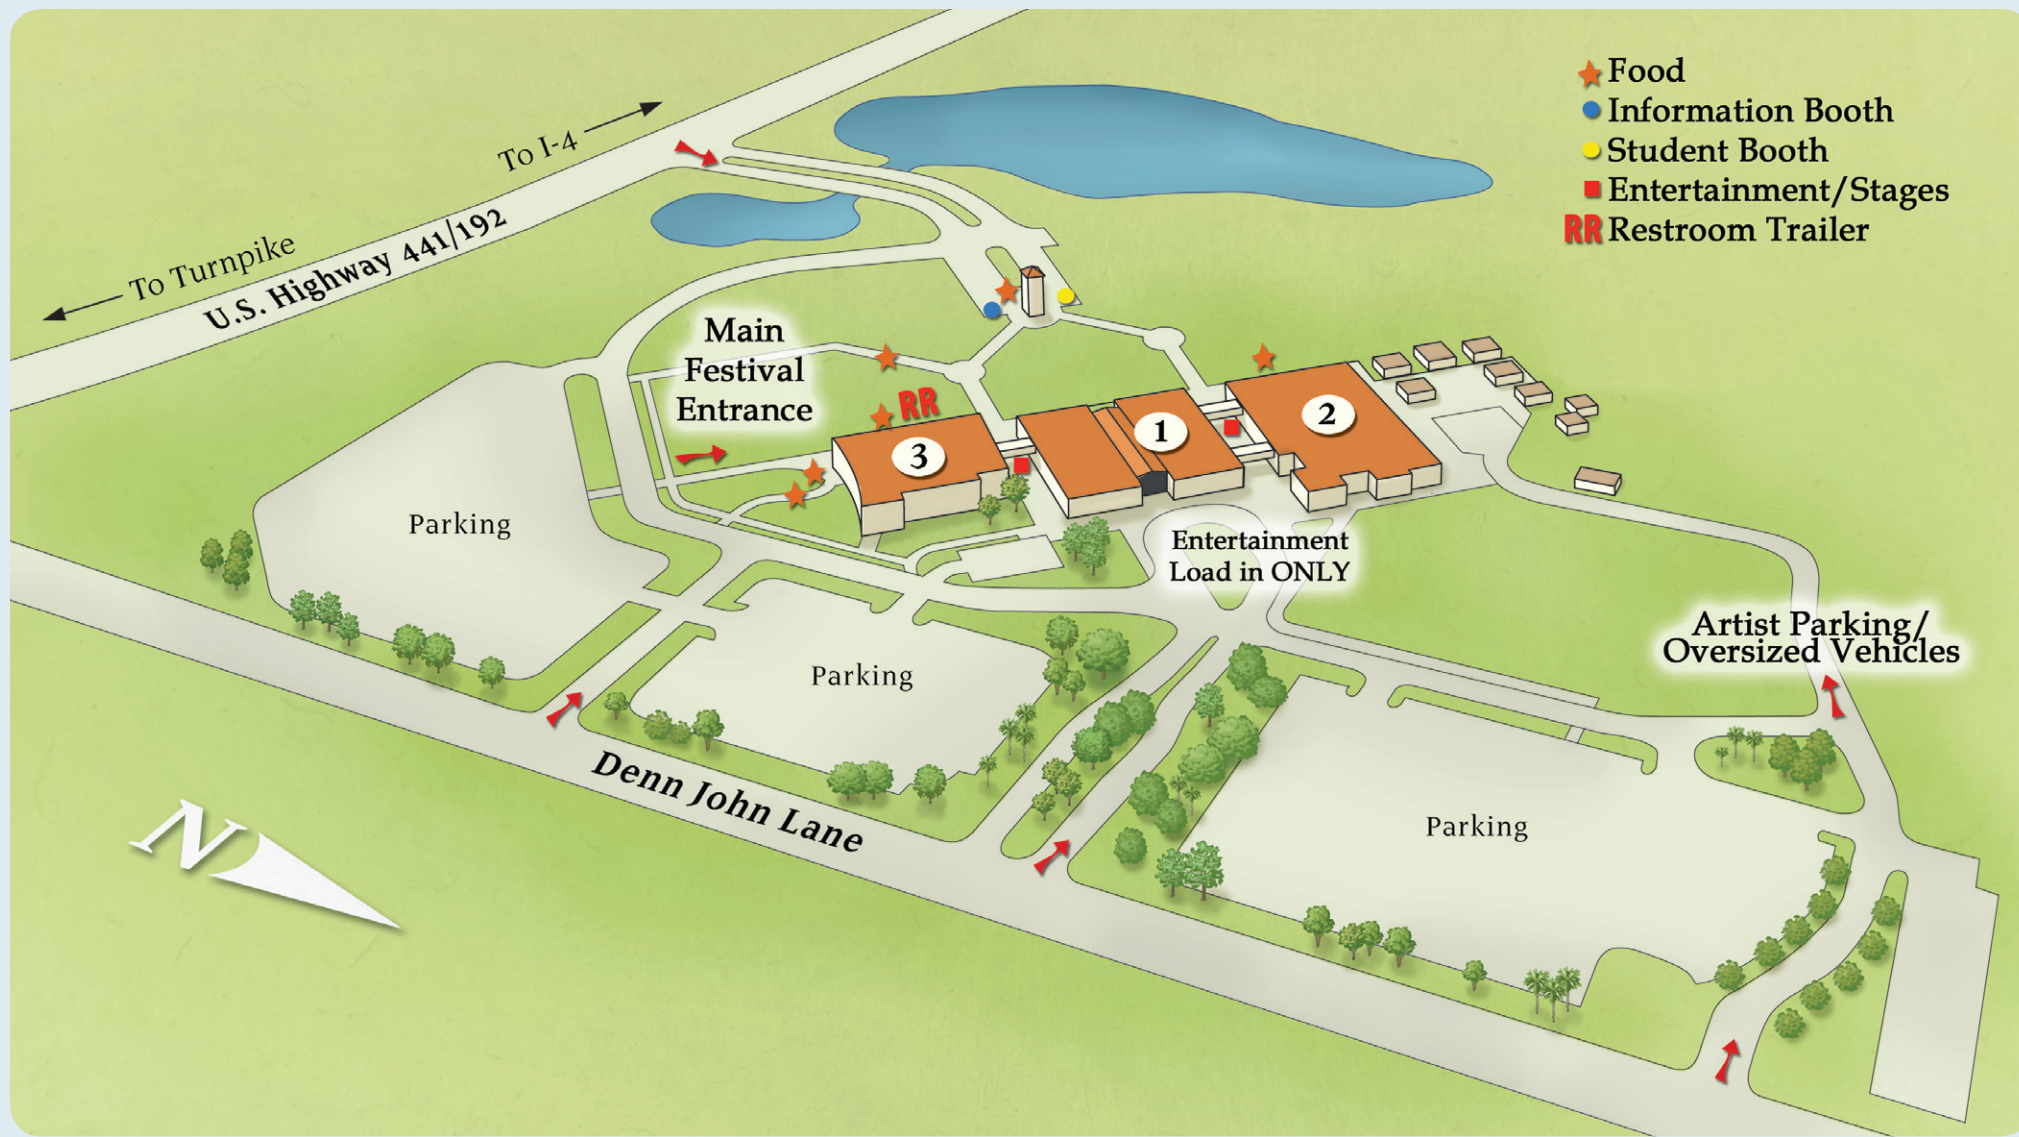 Food
Information Booth
Student Booth
Entertainment/Stages
RR Restroom Trailer
To I-4
To Turnpike
U.S. Highway 441/192
Main
Festival
Entrance
RR
1
2
3
Parking
Entertainment
Load in ONLY
Artist Parking/
Oversized Vehicles
Parking
Denn John Lane
Parking
N